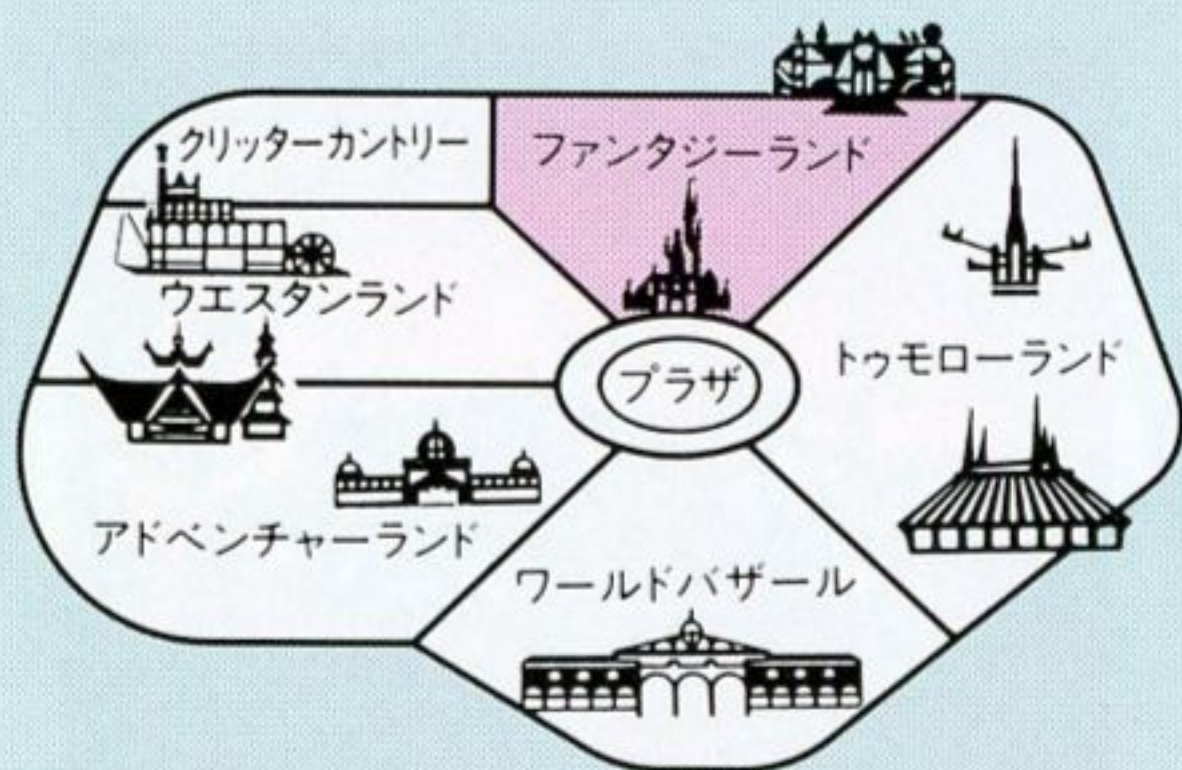 クリッターカントリー
ファンタジーランド
ウエスタンランド
トゥモローランド
プラザ
アドベンチャーランド
ワールドバザール